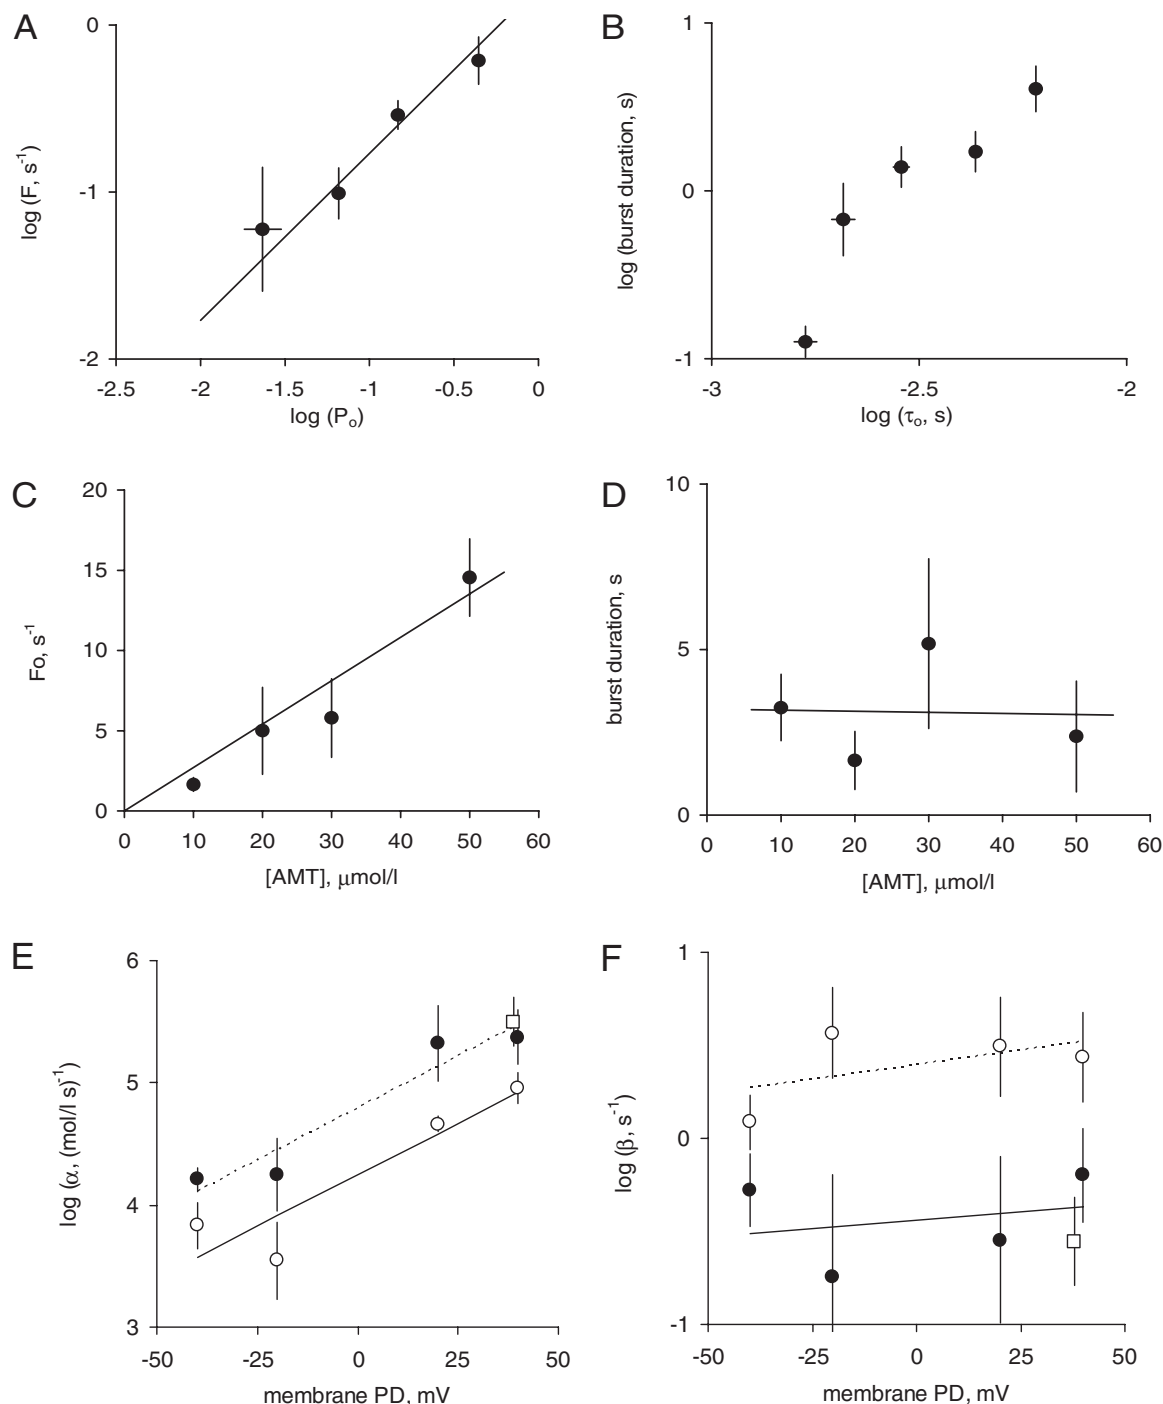 A
0
-1
-2
log (F, s-1)
-2.5 -2 -1.5 -1 -0.5 0
log (Po)
B
1
0
-1
log (burst duration, s)
-3 -2.5 -2
log (τo, s)
C
20
15
10
5
0
Fo, s-1
0 10 20 30 40 50 60
[AMT], μmol/l
D
10
5
0
burst duration, s
0 10 20 30 40 50 60
[AMT], μmol/l
E
6
5
4
3
log (α, (mol/l s)-1)
-50 -25 0 25 50
membrane PD, mV
F
1
0
-1
log (β, s-1)
-50 -25 0 25 50
membrane PD, mV